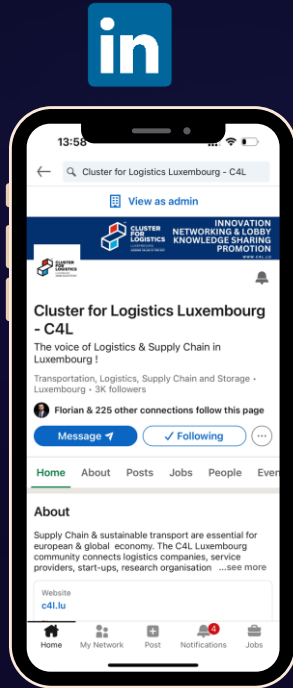 in
13:58
Cluster for Logistics Luxembourg - C4L
View as admin
CLUSTER
FOR
LOGISTICS
INNOVATION
NETWORKING & LOBBY
KNOWLEDGE SHARING
PROMOTION
WWW.C4L.LU
CLUSTER
FOR
LOGISTICS
Cluster for Logistics Luxembourg
- C4L
The voice of Logistics & Supply Chain in
Luxembourg !
Transportation, Logistics, Supply Chain and Storage •
Luxembourg • 3K followers
Florian & 225 other connections follow this page
Message
✓ Following
Home About Posts Jobs People Even
About
Supply Chain & sustainable transport are essential for
european & global economy. The C4L Luxembourg
community connects logistics companies, service
providers, start-ups, research organisation ...see more
Website
c4l.lu
4
Home My Network Post Notifications Jobs